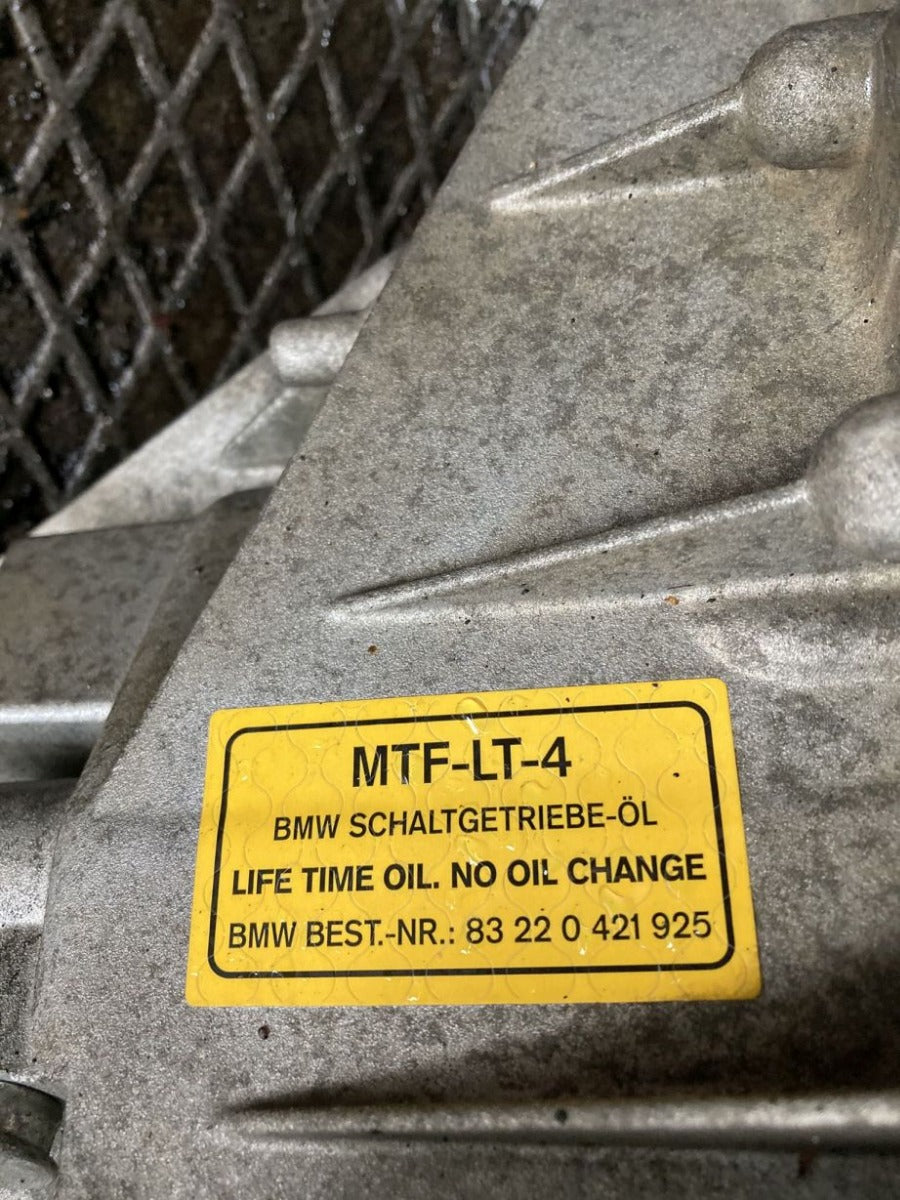 MTF-LT-4
BMW SCHALTGETRIEBE-ÖL
LIFE TIME OIL. NO OIL CHANGE
BMW BEST.-NR.: 83 22 0 421 925